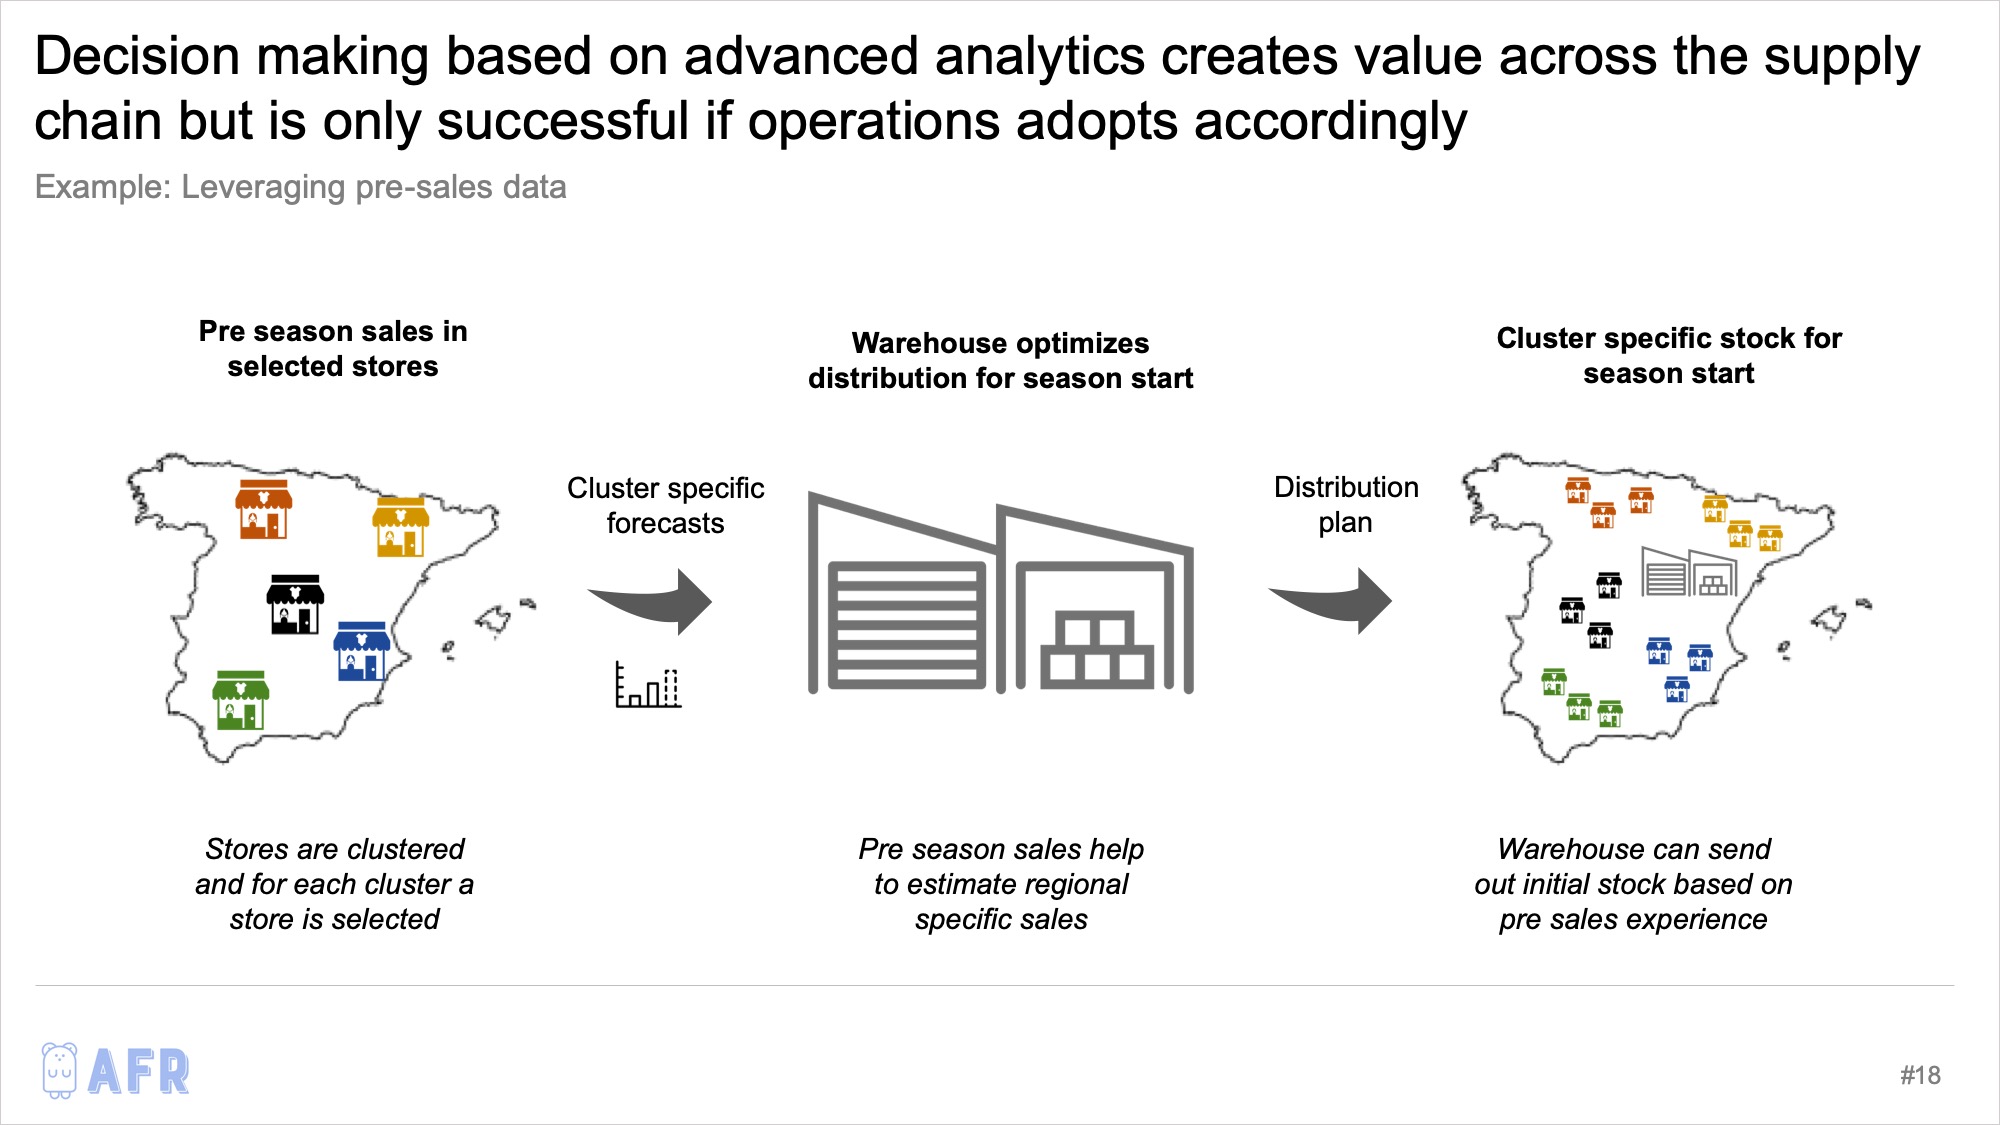 Decision making based on advanced analytics creates value across the supply
chain but is only successful if operations adopts accordingly
Example: Leveraging pre-sales data
Pre season sales in
selected stores
Warehouse optimizes
distribution for season start
Cluster specific stock for
season start
Cluster specific
forecasts
Distribution
plan
Stores are clustered
and for each cluster a
store is selected
Pre season sales help
to estimate regional
specific sales
Warehouse can send
out initial stock based on
pre sales experience
AFR
#18